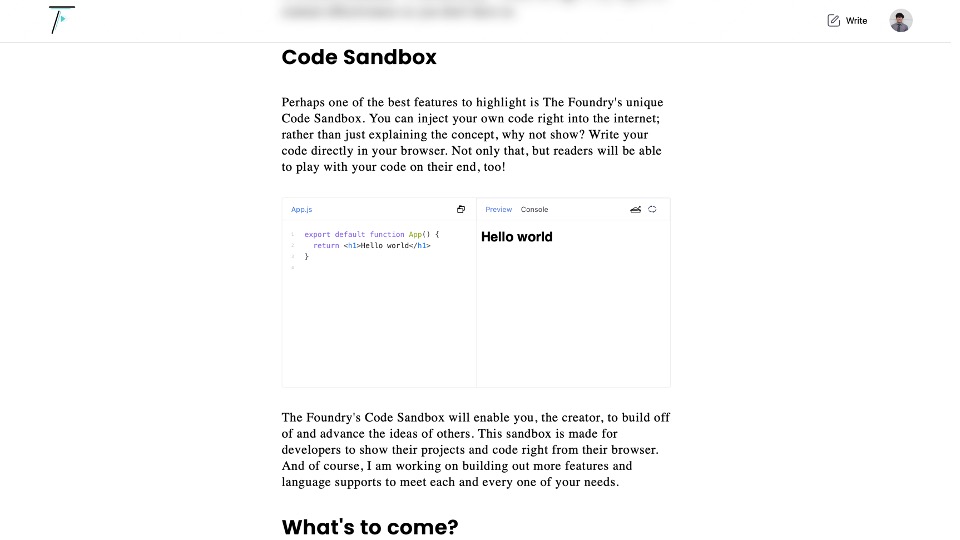 Write
Code Sandbox
Perhaps one of the best features to highlight is The Foundry's unique
Code Sandbox. You can inject your own code right into the internet;
rather than just explaining the concept, why not show? Write your
code directly in your browser. Not only that, but readers will be able
to play with your code on their end, too!
App.js
Preview Console
1 export default function App() {
2 return <h1>Hello world</h1>
3 }
4
Hello world
The Foundry's Code Sandbox will enable you, the creator, to build off
of and advance the ideas of others. This sandbox is made for
developers to show their projects and code right from their browser.
And of course, I am working on building out more features and
language supports to meet each and every one of your needs.
What's to come?